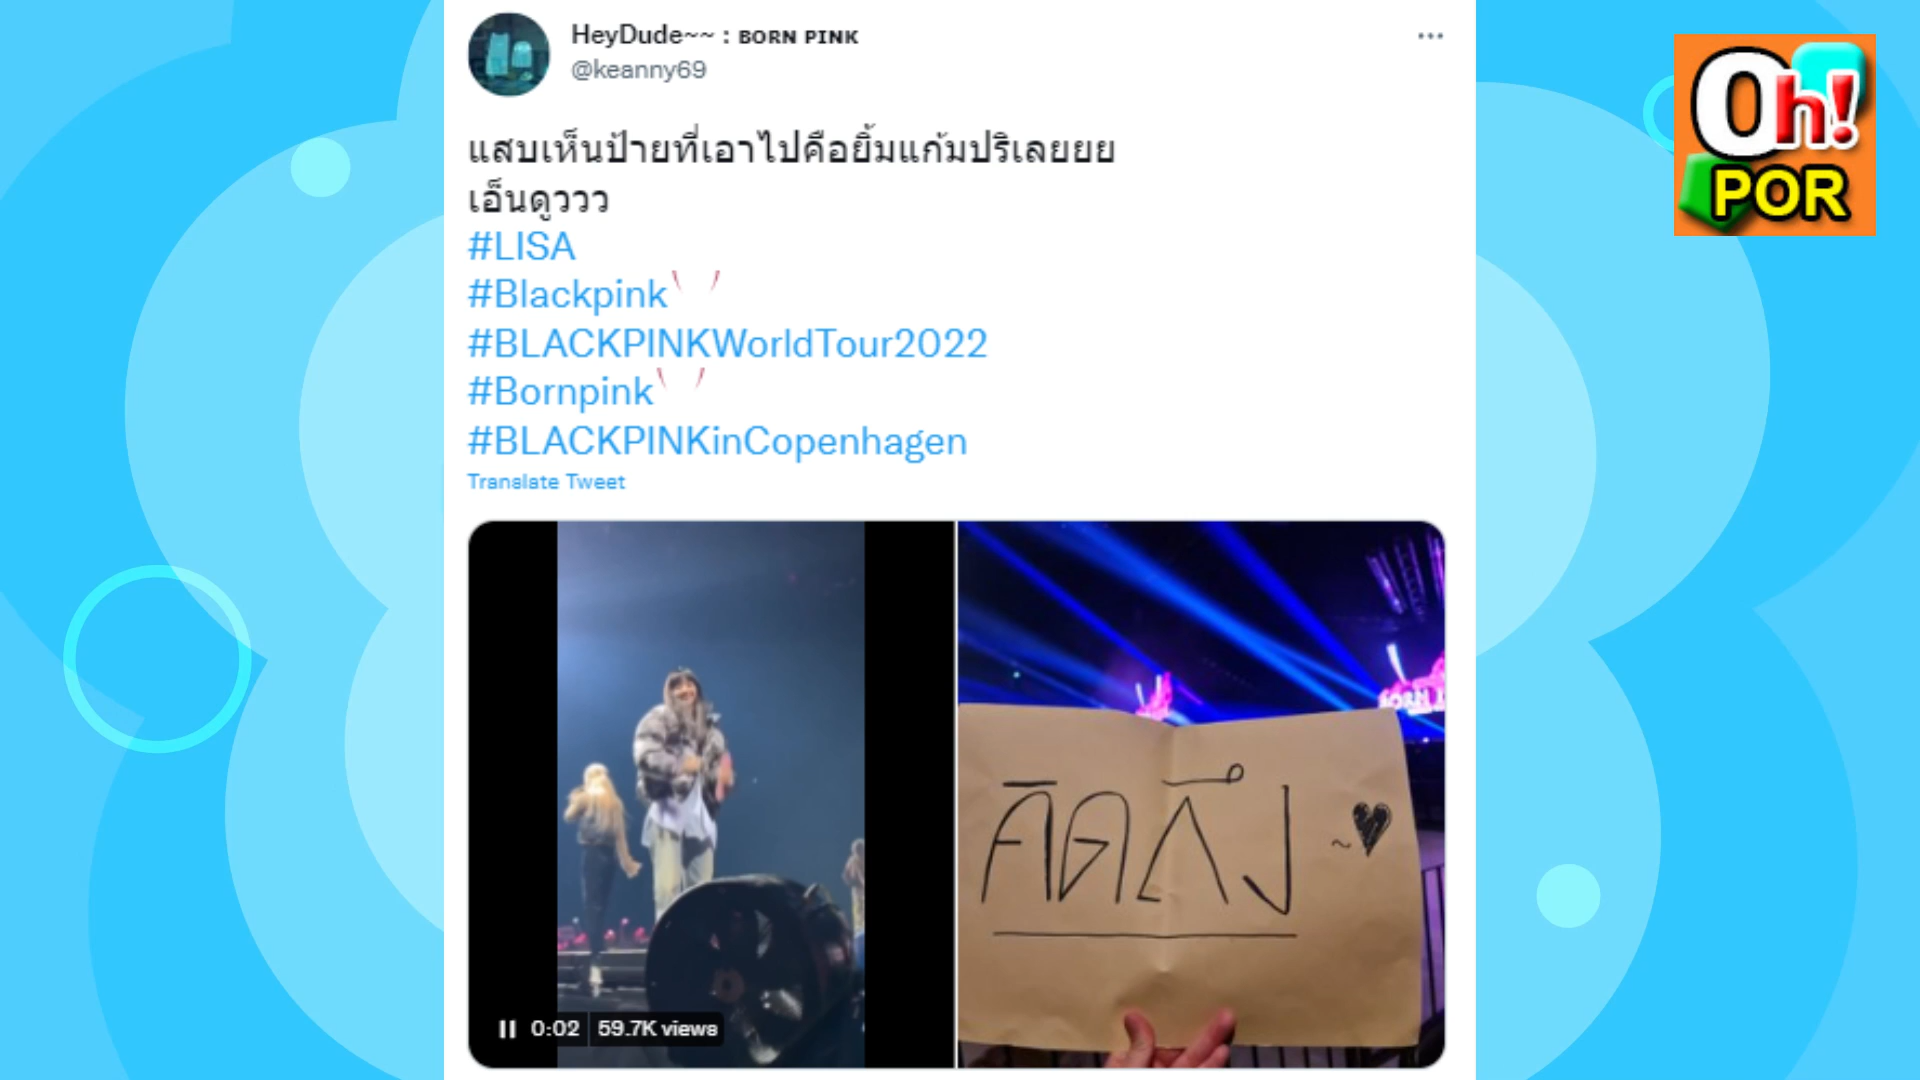 HeyDude~~ : BORN PINK
@keanny69
แสบเห็นป้ายที่เอาไปคือยิ้มแก้มปริเลยยย
เอ็นดูววว
#LISA
#Blackpink
#BLACKPINKWorldTour2022
#Bornpink
#BLACKPINKinCopenhagen
Translate Tweet
0:02 59.7K views
คิดถึง
Oh!
POR